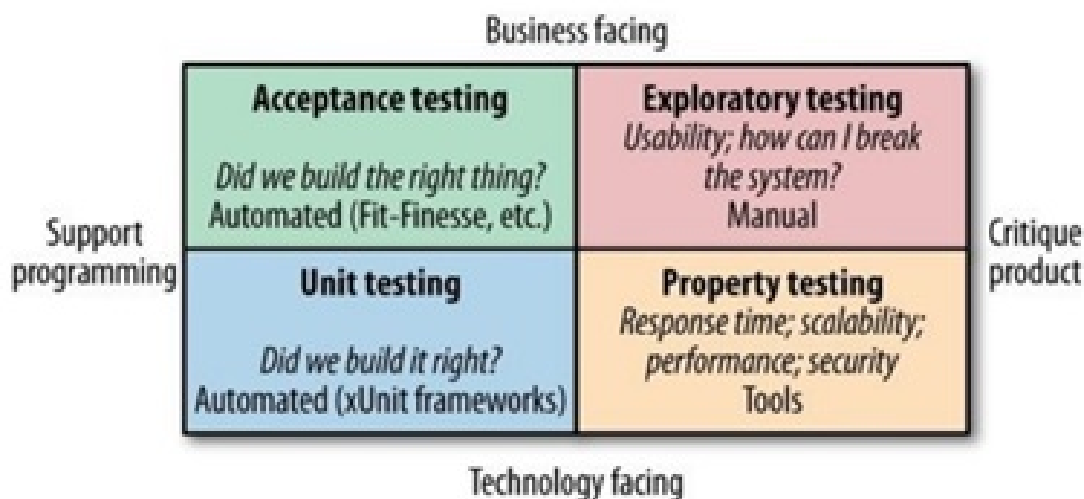 Business facing
Acceptance testing
Did we build the right thing?
Automated (Fit-Finesse, etc.)
Exploratory testing
Usability; how can I break
the system?
Manual
Support
programming
Critique
product
Unit testing
Did we build it right?
Automated (xUnit frameworks)
Property testing
Response time; scalability;
performance; security
Tools
Technology facing